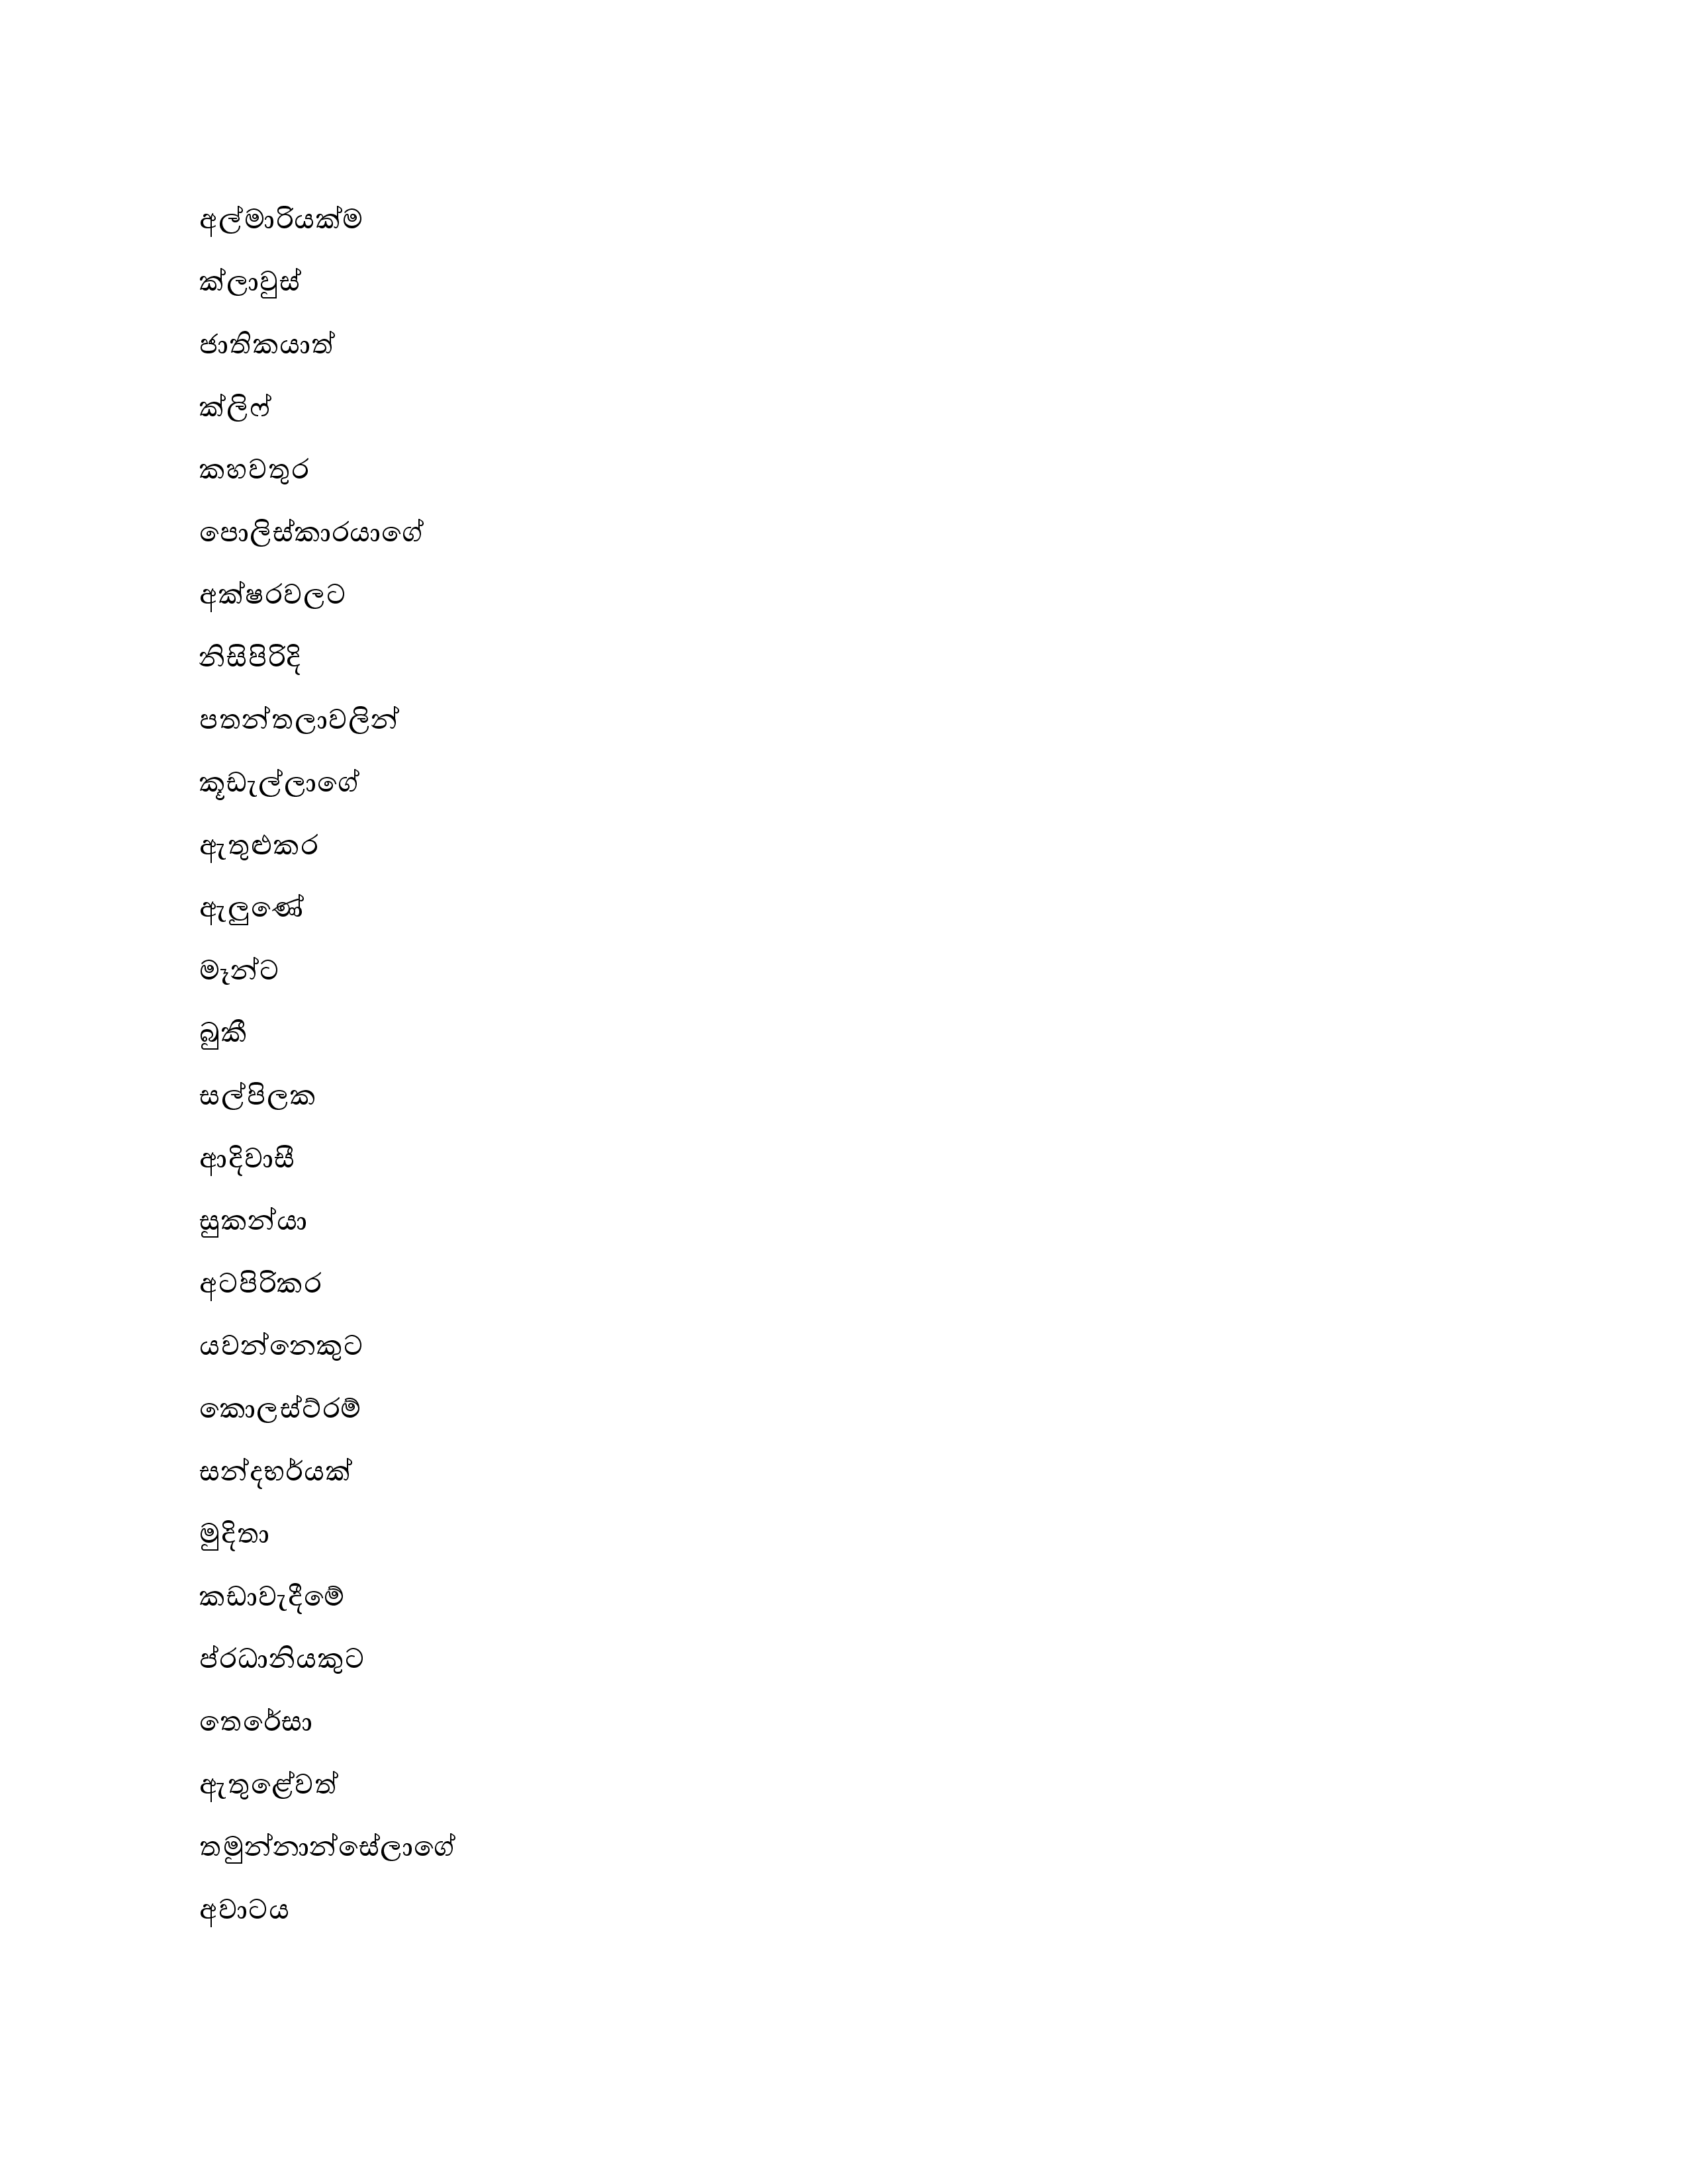 අල්මාරියක්ම
ක්ලාවුස්
ජාතිකයාත්
ක්ලිෆ්
කහවතුර
පොලිස්කාරයාගේ
අක්ෂරවලට
නිසිපිරිදි
පතන්තලාවලින්
කූඩැල්ලාගේ
ඇතුළුකර
ඇලුණේ
මෑන්ට
බුකී
සල්පිලක
ආදිවාසී
සුකන්යා
අටපිරිකර
යවන්නෙකුට
කොලස්ට්රම්
සන්දභර්යක්
මුදිතා
කඩාවැදීමේ
ප්රධානියකුට
තෙරේසා
ඇතුළේවත්
තමුන්නාන්සේලාගේ
අවාටය